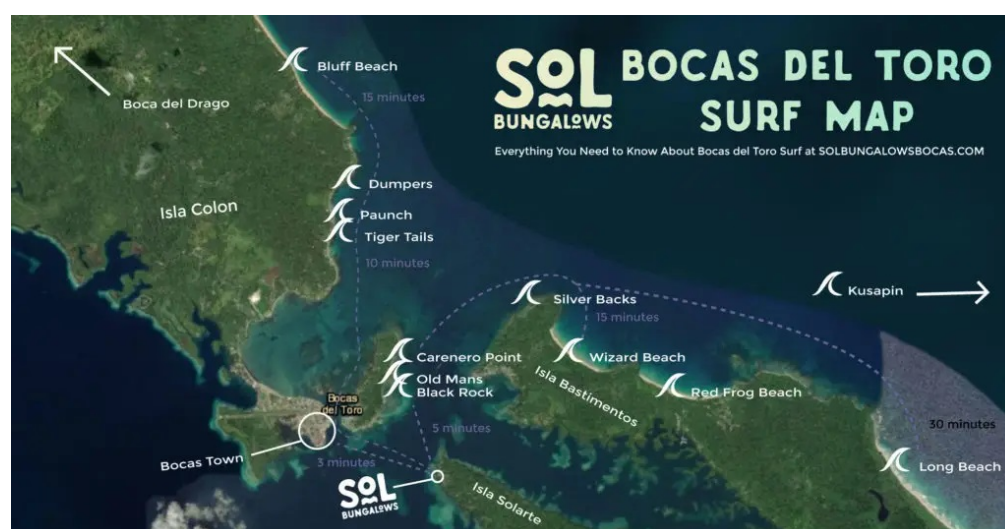 SOL
BUNGALOWS
BOCAS DEL TORO
SURF MAP
Everything You Need to Know About Bocas del Toro Surf at SOLBUNGALOWSBOCAS.COM
Bluff Beach
15 minutes
Boca del Drago
Dumpers
Isla Colon
Paunch
Tiger Tails
10 minutes
Kusapin
Silver Backs
15 minutes
Carenero Point
Wizard Beach
Old Mans
Black Rock
Isla Bastimentos
Red Frog Beach
Bocas
del Toro
5 minutes
30 minutes
Bocas Town
3 minutes
Long Beach
SOL
BUNGALOWS
Isla Solarte